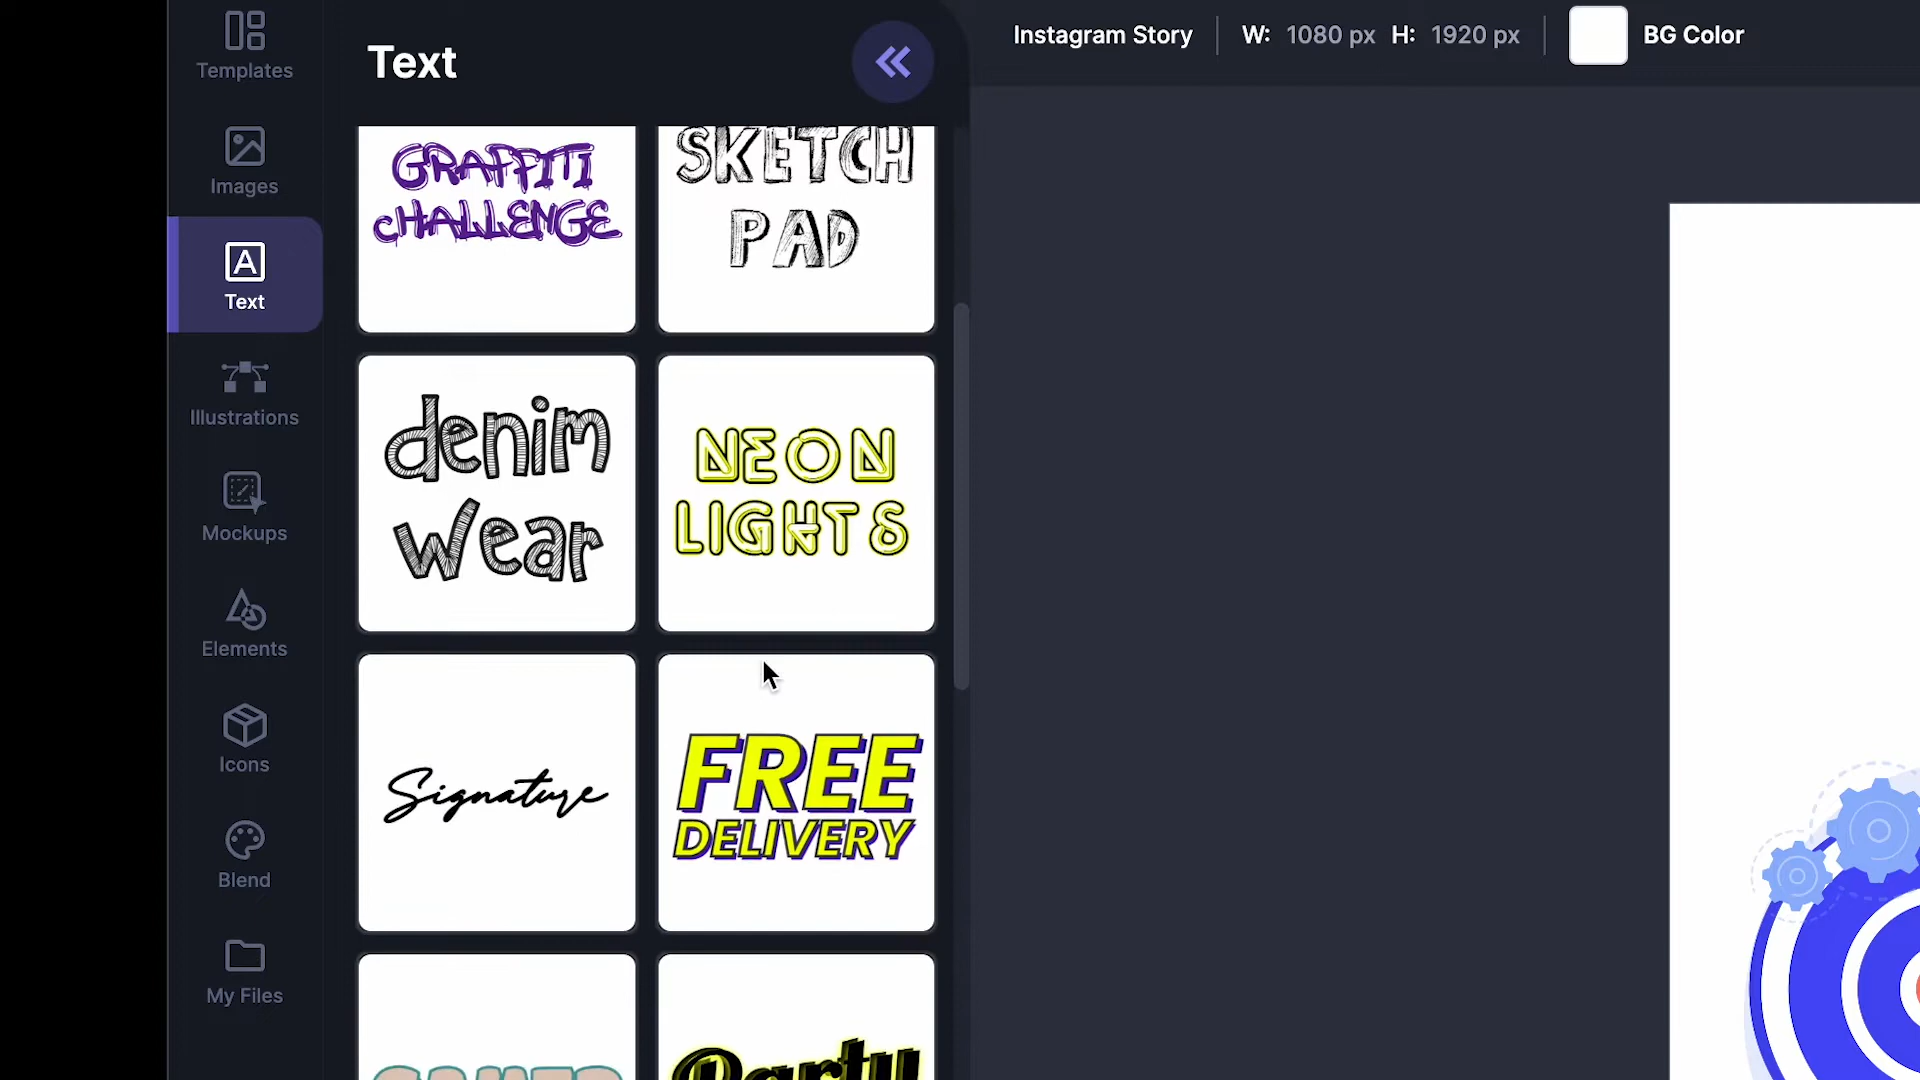 Templates
Images
Text
Illustrations
Mockups
Elements
Icons
Blend
My Files
Text
GRAFFITI
CHALLENGE
SKETCH
PAD
denim
wear
NEON
LIGHTS
Signature
FREE
DELIVERY
Party
Instagram Story W: 1080 px H: 1920 px BG Color